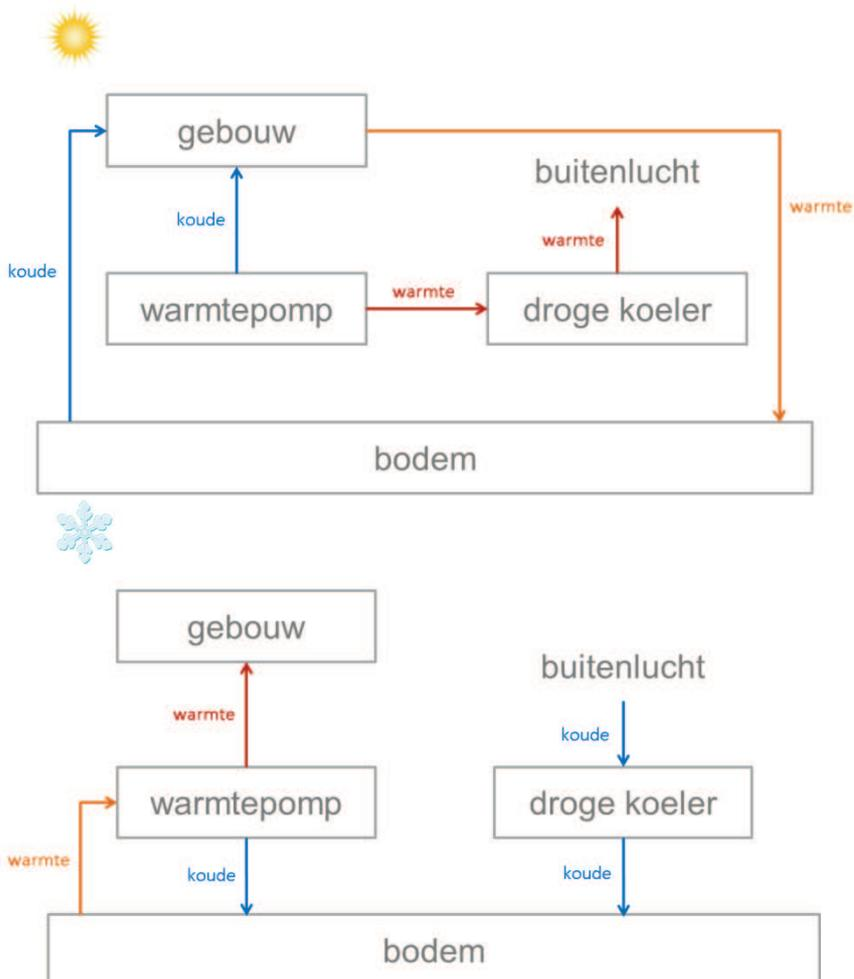 gebouw
buitenlucht
warmte
koude
warmte
koude
warmte
warmtepomp
droge koeler
bodem
gebouw
buitenlucht
warmte
koude
warmtepomp
droge koeler
warmte
koude
koude
bodem